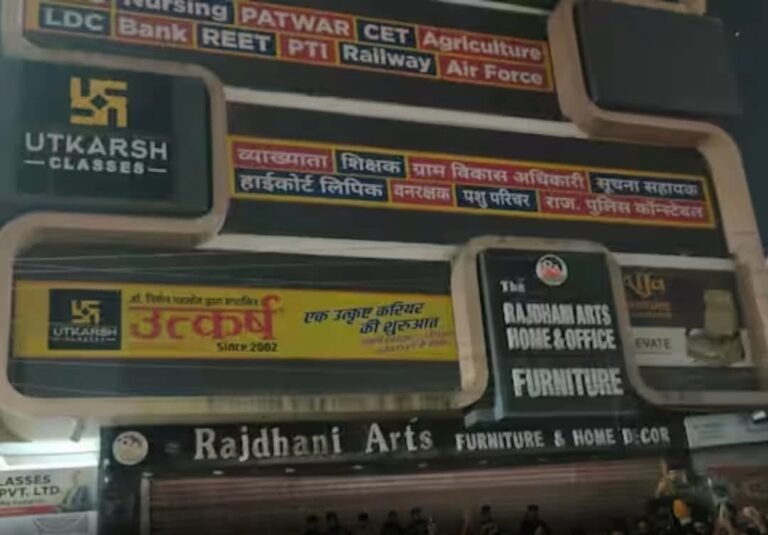 Nursing PATWAR CET Agriculture
LDC Bank REET PTI Railway Air Force
UTKARSH
CLASSES
व्याख्याता शिक्षक ग्राम विकास अधिकारी सूचना सहायक
हाईकोर्ट लिपिक वनरक्षक पशु परिचर राज. पुलिस कॉन्स्टेबल
UTKARSH
CLASSES
डॉ. निर्मल गहलोत द्वारा संचालित
उत्कर्ष
Since 2002
एक उत्कृष्ट करियर
की शुरुआत
The
RAJDHANI ARTS
HOME & OFFICE
FURNITURE
Rajdhani Arts FURNITURE & HOME DECOR
PVT. LTD.